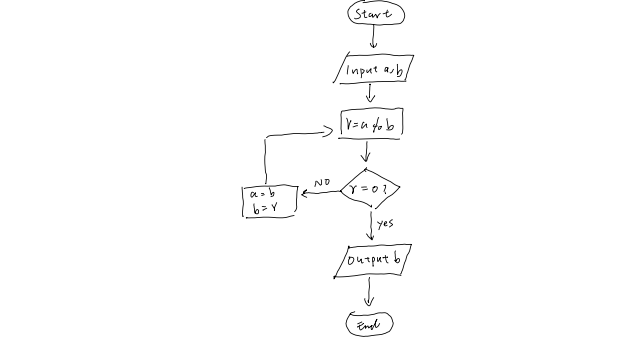 Start
Input a,b
r=a % b
r=0?
NO
a=b
b=r
yes
Output b
End